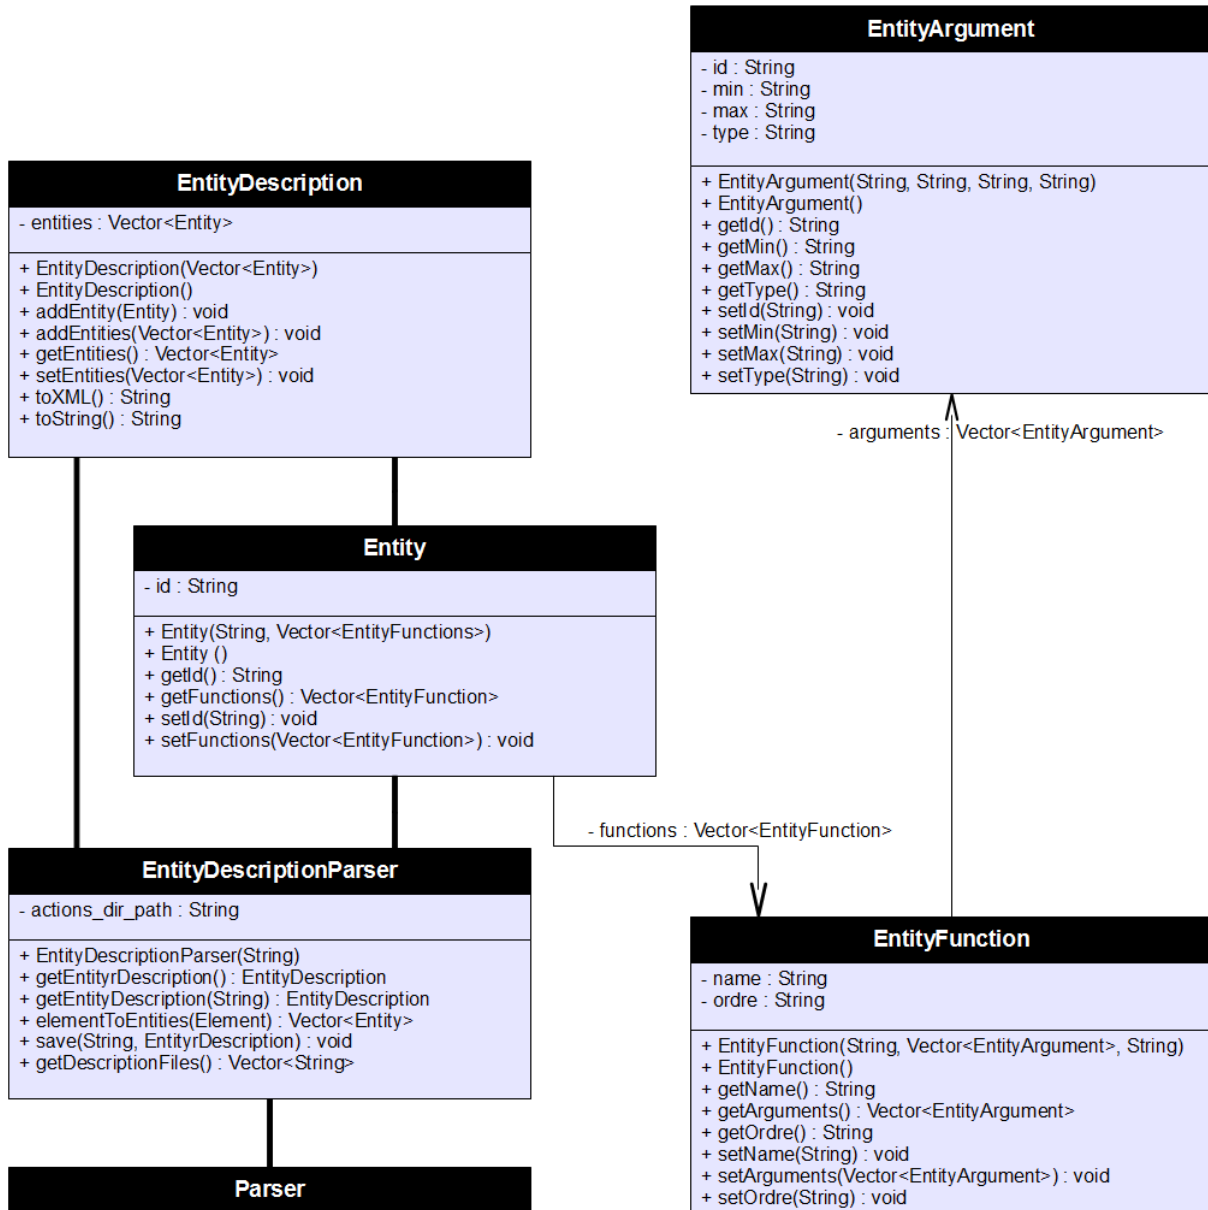 EntityArgument
- id : String
- min : String
- max : String
- type : String
+ EntityArgument(String, String, String, String)
+ EntityArgument()
+ getId() : String
+ getMin() : String
+ getMax() : String
+ getType() : String
+ setId(String) : void
+ setMin(String) : void
+ setMax(String) : void
+ setType(String) : void
EntityDescription
- entities : Vector<Entity>
+ EntityDescription(Vector<Entity>)
+ EntityDescription()
+ addEntity(Entity) : void
+ addEntities(Vector<Entity>) : void
+ getEntities() : Vector<Entity>
+ setEntities(Vector<Entity>) : void
+ toXML() : String
+ toString() : String
- arguments : Vector<EntityArgument>
Entity
- id : String
+ Entity(String, Vector<EntityFunctions>)
+ Entity ()
+ getId() : String
+ getFunctions() : Vector<EntityFunction>
+ setId(String) : void
+ setFunctions(Vector<EntityFunction>) : void
- functions : Vector<EntityFunction>
EntityDescriptionParser
- actions_dir_path : String
+ EntityDescriptionParser(String)
+ getEntityrDescription() : EntityDescription
+ getEntityDescription(String) : EntityDescription
+ elementToEntities(Element) : Vector<Entity>
+ save(String, EntityrDescription) : void
+ getDescriptionFiles() : Vector<String>
EntityFunction
- name : String
- ordre : String
+ EntityFunction(String, Vector<EntityArgument>, String)
+ EntityFunction()
+ getName() : String
+ getArguments() : Vector<EntityArgument>
+ getOrdre() : String
+ setName(String) : void
+ setArguments(Vector<EntityArgument>) : void
+ setOrdre(String) : void
Parser